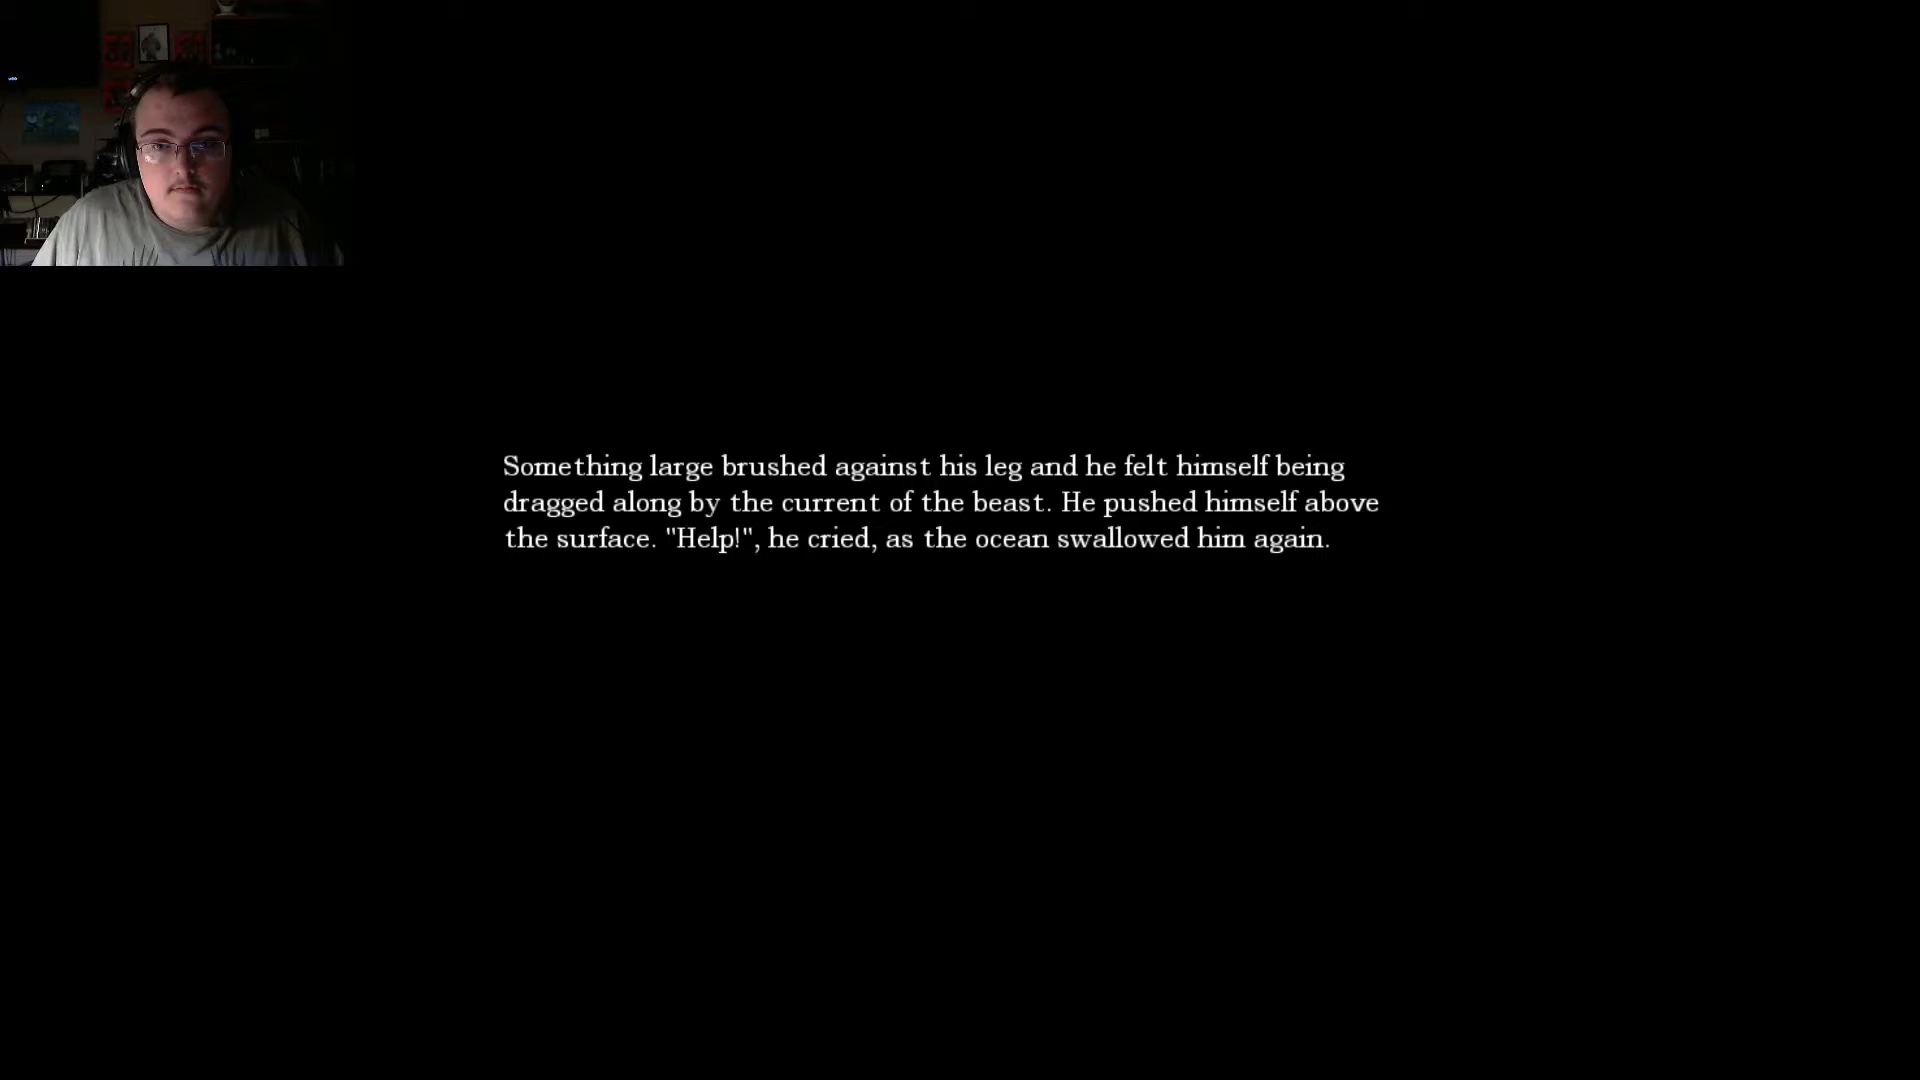 Something large brushed against his leg and he felt himself being
dragged along by the current of the beast. He pushed himself above
the surface. "Help!", he cried, as the ocean swallowed him again.